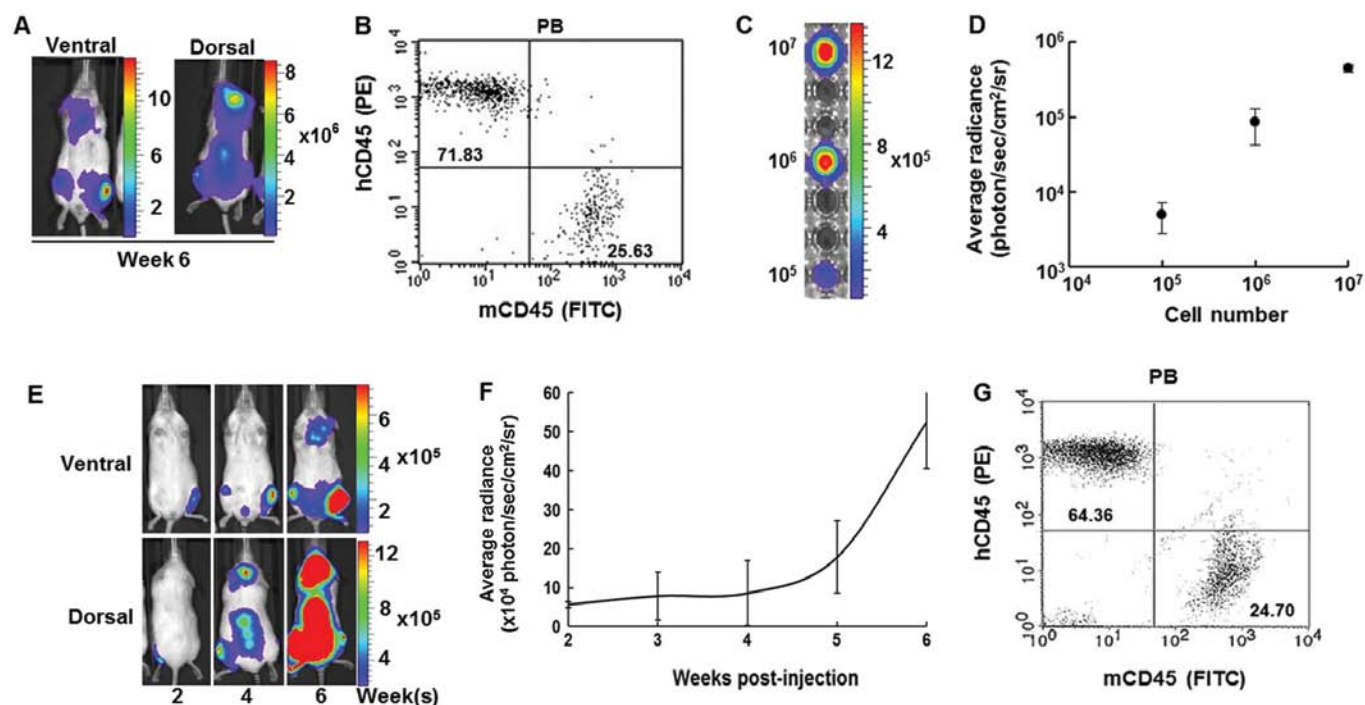 A
Ventral
Dorsal
10
6
2
8
6
4
2
x10⁶
Week 6
B
PB
hCD45 (PE)
10⁴
10³
10²
10¹
10⁰
71.83
25.63
10⁰ 10¹ 10² 10³ 10⁴
mCD45 (FITC)
C
10⁷
10⁶
10⁵
12
8
4
x10⁵
D
Average radicance
(photon/sec/cm²/sr)
10⁶
10⁵
10⁴
10³
10⁴ 10⁵ 10⁶ 10⁷
Cell number
E
Ventral
6
4
2
x10⁵
Dorsal
12
8
4
x10⁵
2 4 6 Week(s)
F
Average radiance
(x10⁴ photon/sec/cm²/sr)
60
50
40
30
20
10
0
2 3 4 5 6
Weeks post-injection
G
PB
hCD45 (PE)
10⁴
10³
10²
10¹
10⁰
64.36
24.70
10⁰ 10¹ 10² 10³ 10⁴
mCD45 (FITC)